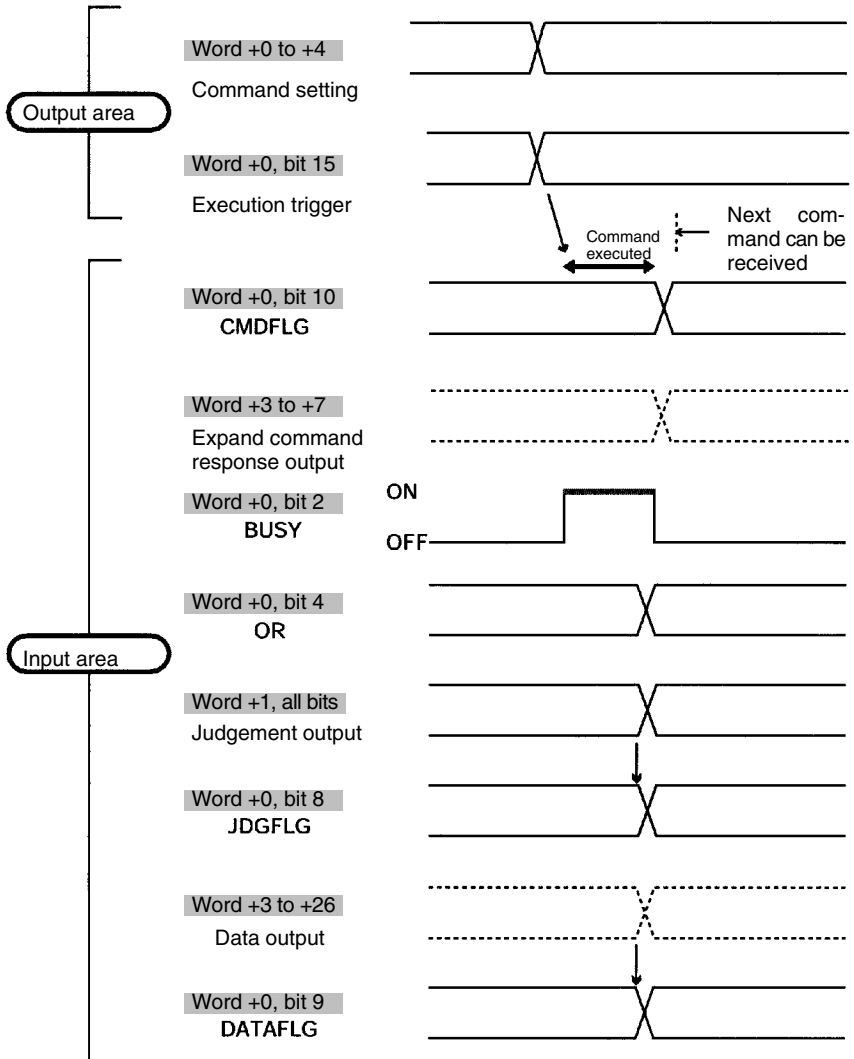 Word +0 to +4
Command setting
Output area
Word +0, bit 15
Execution trigger
Command
executed
Next com-
mand can be
received
Word +0, bit 10
CMDFLG
Word +3 to +7
Expand command
response output
Word +0, bit 2
BUSY
ON
OFF
Word +0, bit 4
OR
Input area
Word +1, all bits
Judgement output
Word +0, bit 8
JDGFLG
Word +3 to +26
Data output
Word +0, bit 9
DATAFLG